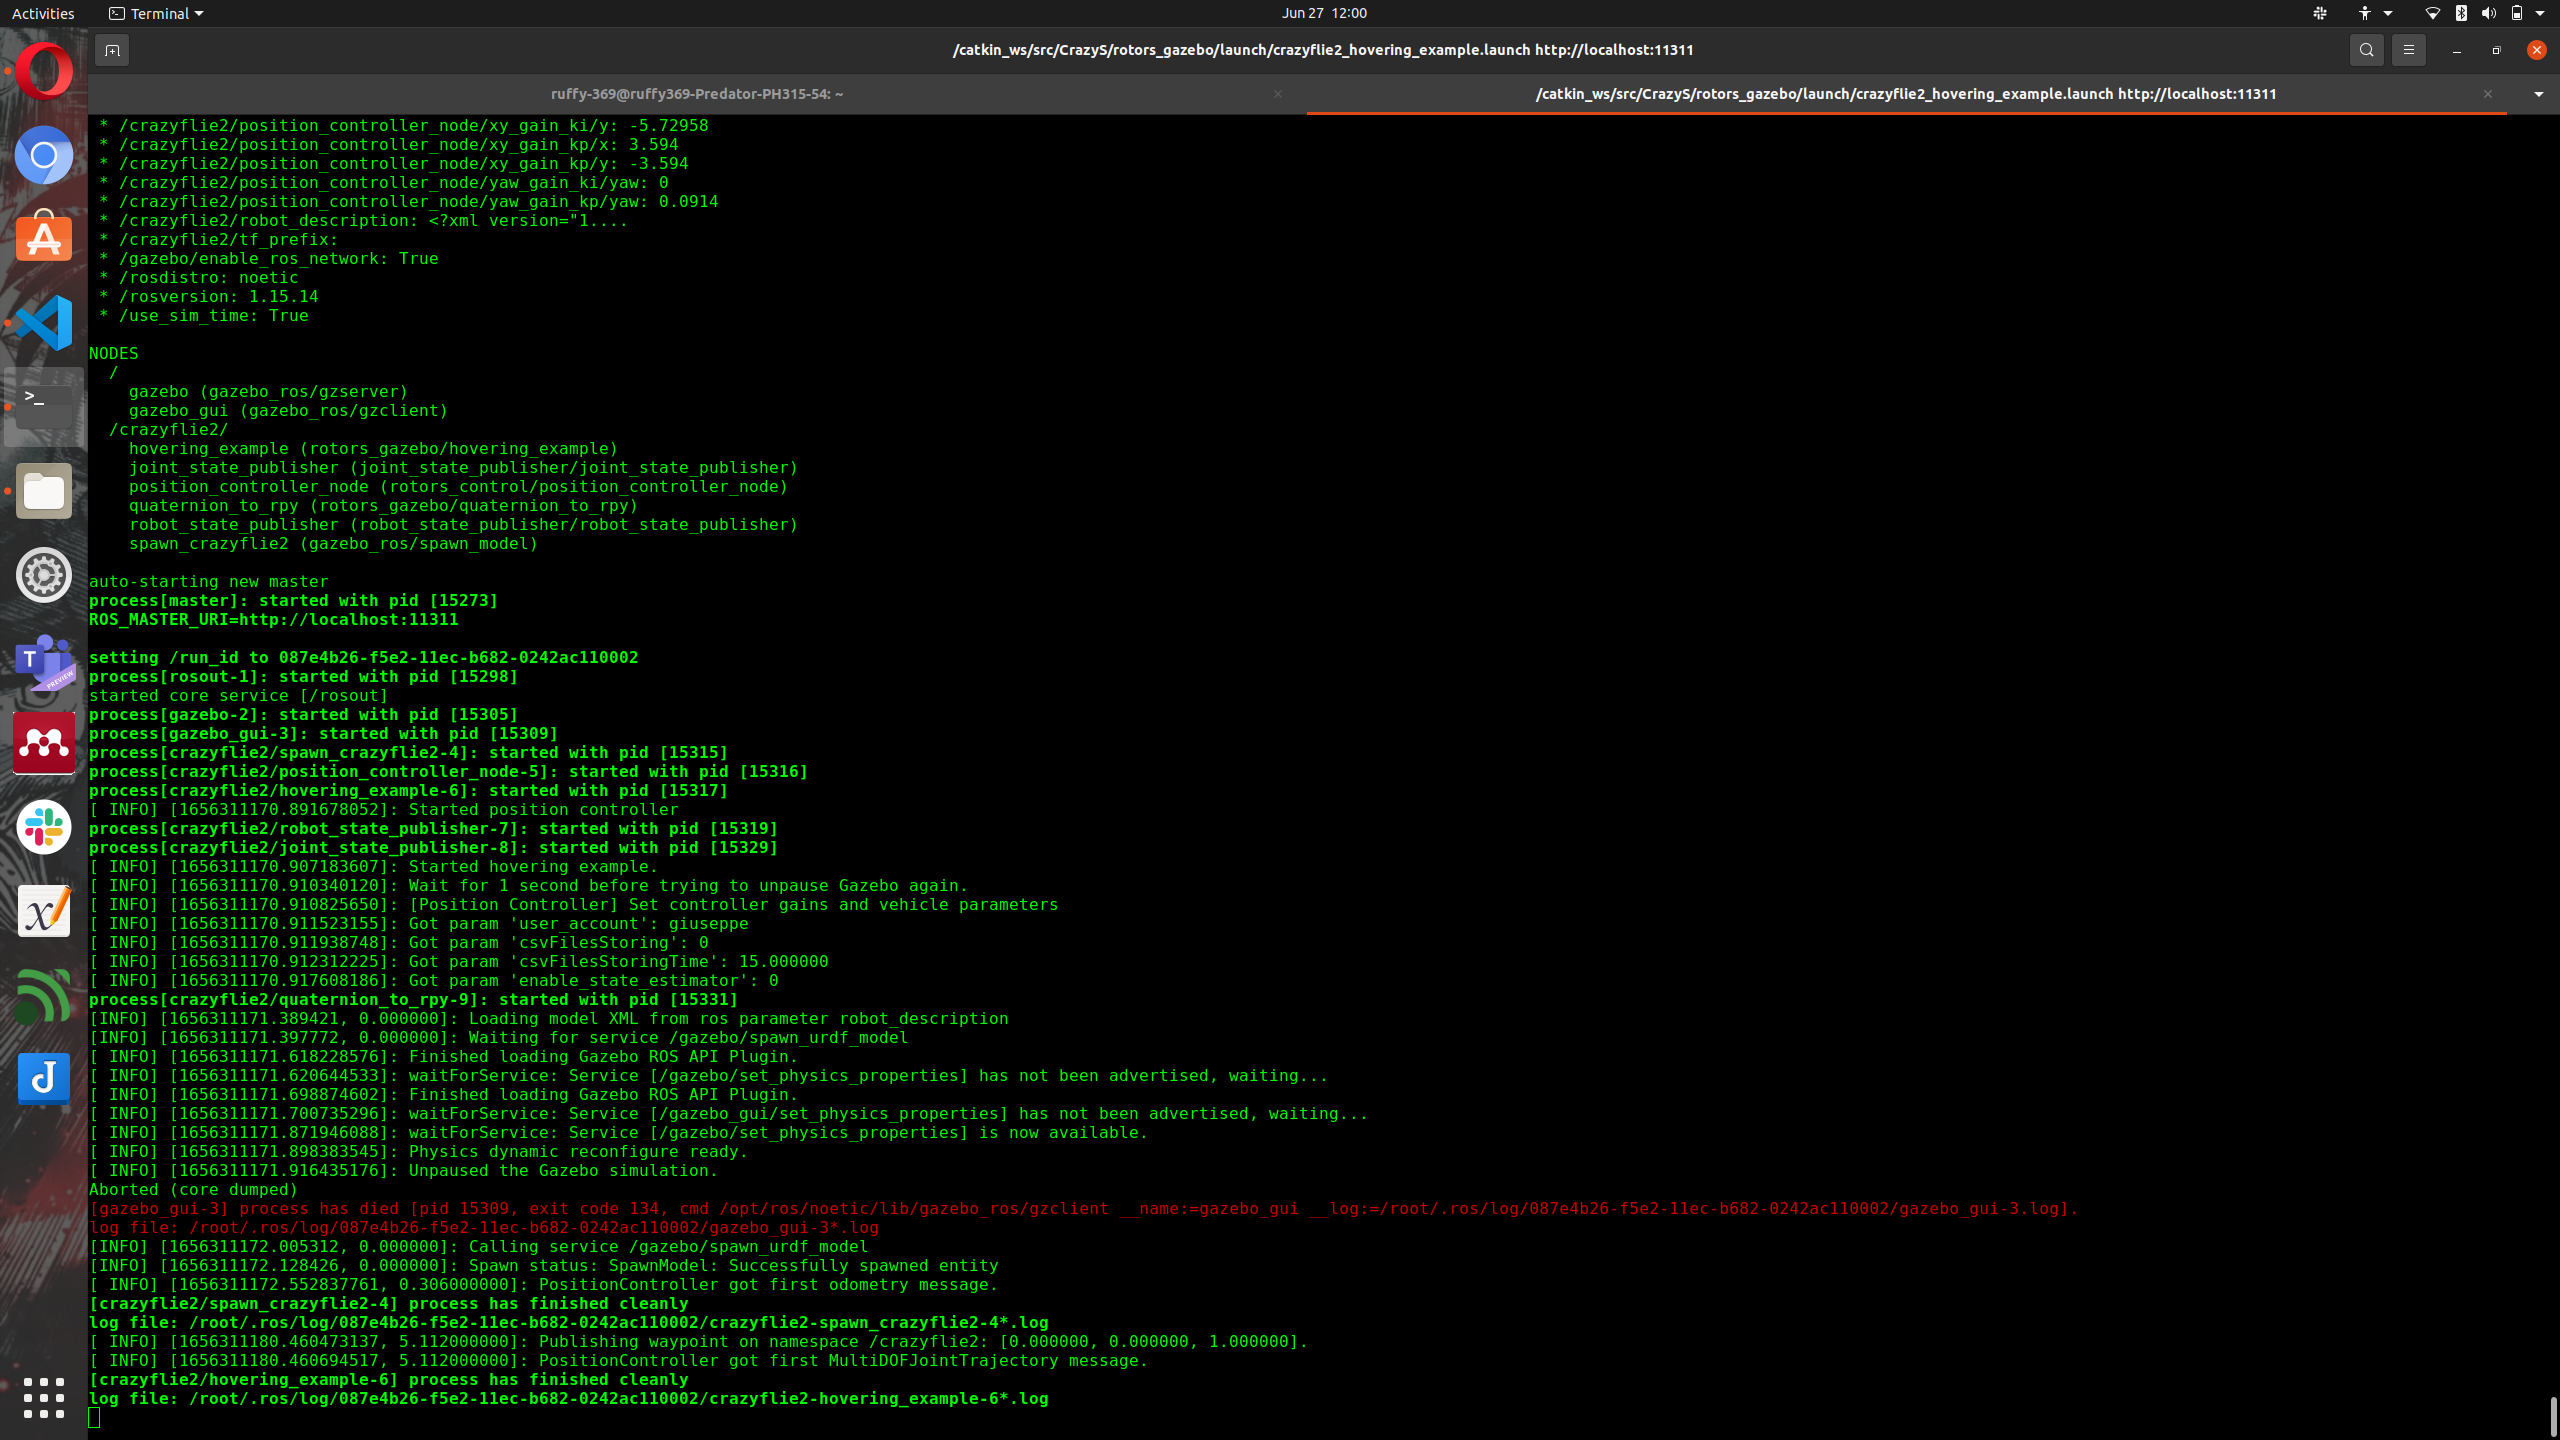 Activities
Terminal
Jun 27 12:00
/catkin_ws/src/CrazyS/rotors_gazebo/launch/crazyflie2_hovering_example.launch http://localhost:11311
ruffy-369@ruffy369-Predator-PH315-54: ~
/catkin_ws/src/CrazyS/rotors_gazebo/launch/crazyflie2_hovering_example.launch http://localhost:11311
* /crazyflie2/position_controller_node/xy_gain_ki/y: -5.72958
* /crazyflie2/position_controller_node/xy_gain_kp/x: 3.594
* /crazyflie2/position_controller_node/xy_gain_kp/y: -3.594
* /crazyflie2/position_controller_node/yaw_gain_ki/yaw: 0
* /crazyflie2/position_controller_node/yaw_gain_kp/yaw: 0.0914
* /crazyflie2/robot_description: <?xml version="1....
* /crazyflie2/tf_prefix:
* /gazebo/enable_ros_network: True
* /rosdistro: noetic
* /rosversion: 1.15.14
* /use_sim_time: True
NODES
/
gazebo (gazebo_ros/gzserver)
gazebo_gui (gazebo_ros/gzclient)
/crazyflie2/
hovering_example (rotors_gazebo/hovering_example)
joint_state_publisher (joint_state_publisher/joint_state_publisher)
position_controller_node (rotors_control/position_controller_node)
quaternion_to_rpy (rotors_gazebo/quaternion_to_rpy)
robot_state_publisher (robot_state_publisher/robot_state_publisher)
spawn_crazyflie2 (gazebo_ros/spawn_model)
auto-starting new master
process[master]: started with pid [15273]
ROS_MASTER_URI=http://localhost:11311
setting /run_id to 087e4b26-f5e2-11ec-b682-0242ac110002
process[rosout-1]: started with pid [15298]
started core service [/rosout]
process[gazebo-2]: started with pid [15305]
process[gazebo_gui-3]: started with pid [15309]
process[crazyflie2/spawn_crazyflie2-4]: started with pid [15315]
process[crazyflie2/position_controller_node-5]: started with pid [15316]
process[crazyflie2/hovering_example-6]: started with pid [15317]
[ INFO] [1656311170.891678052]: Started position controller
process[crazyflie2/robot_state_publisher-7]: started with pid [15319]
process[crazyflie2/joint_state_publisher-8]: started with pid [15329]
[ INFO] [1656311170.907183607]: Started hovering example.
[ INFO] [1656311170.910340120]: Wait for 1 second before trying to unpause Gazebo again.
[ INFO] [1656311170.910825650]: [Position Controller] Set controller gains and vehicle parameters
[ INFO] [1656311170.911523155]: Got param 'user_account': giuseppe
[ INFO] [1656311170.911938748]: Got param 'csvFilesStoring': 0
[ INFO] [1656311170.912312225]: Got param 'csvFilesStoringTime': 15.000000
[ INFO] [1656311170.917608186]: Got param 'enable_state_estimator': 0
process[crazyflie2/quaternion_to_rpy-9]: started with pid [15331]
[INFO] [1656311171.389421, 0.000000]: Loading model XML from ros parameter robot_description
[INFO] [1656311171.397772, 0.000000]: Waiting for service /gazebo/spawn_urdf_model
[ INFO] [1656311171.618228576]: Finished loading Gazebo ROS API Plugin.
[ INFO] [1656311171.620644533]: waitForService: Service [/gazebo/set_physics_properties] has not been advertised, waiting...
[ INFO] [1656311171.698874602]: Finished loading Gazebo ROS API Plugin.
[ INFO] [1656311171.700735296]: waitForService: Service [/gazebo_gui/set_physics_properties] has not been advertised, waiting...
[ INFO] [1656311171.871946088]: waitForService: Service [/gazebo/set_physics_properties] is now available.
[ INFO] [1656311171.898383545]: Physics dynamic reconfigure ready.
[ INFO] [1656311171.916435176]: Unpaused the Gazebo simulation.
Aborted (core dumped)
[gazebo_gui-3] process has died [pid 15309, exit code 134, cmd /opt/ros/noetic/lib/gazebo_ros/gzclient __name:=gazebo_gui __log:=/root/.ros/log/087e4b26-f5e2-11ec-b682-0242ac110002/gazebo_gui-3.log].
log file: /root/.ros/log/087e4b26-f5e2-11ec-b682-0242ac110002/gazebo_gui-3*.log
[INFO] [1656311172.005312, 0.000000]: Calling service /gazebo/spawn_urdf_model
[INFO] [1656311172.128426, 0.000000]: Spawn status: SpawnModel: Successfully spawned entity
[ INFO] [1656311172.552837761, 0.306000000]: PositionController got first odometry message.
[crazyflie2/spawn_crazyflie2-4] process has finished cleanly
log file: /root/.ros/log/087e4b26-f5e2-11ec-b682-0242ac110002/crazyflie2-spawn_crazyflie2-4*.log
[ INFO] [1656311180.460473137, 5.112000000]: Publishing waypoint on namespace /crazyflie2: [0.000000, 0.000000, 1.000000].
[ INFO] [1656311180.460694517, 5.112000000]: PositionController got first MultiDOFJointTrajectory message.
[crazyflie2/hovering_example-6] process has finished cleanly
log file: /root/.ros/log/087e4b26-f5e2-11ec-b682-0242ac110002/crazyflie2-hovering_example-6*.log